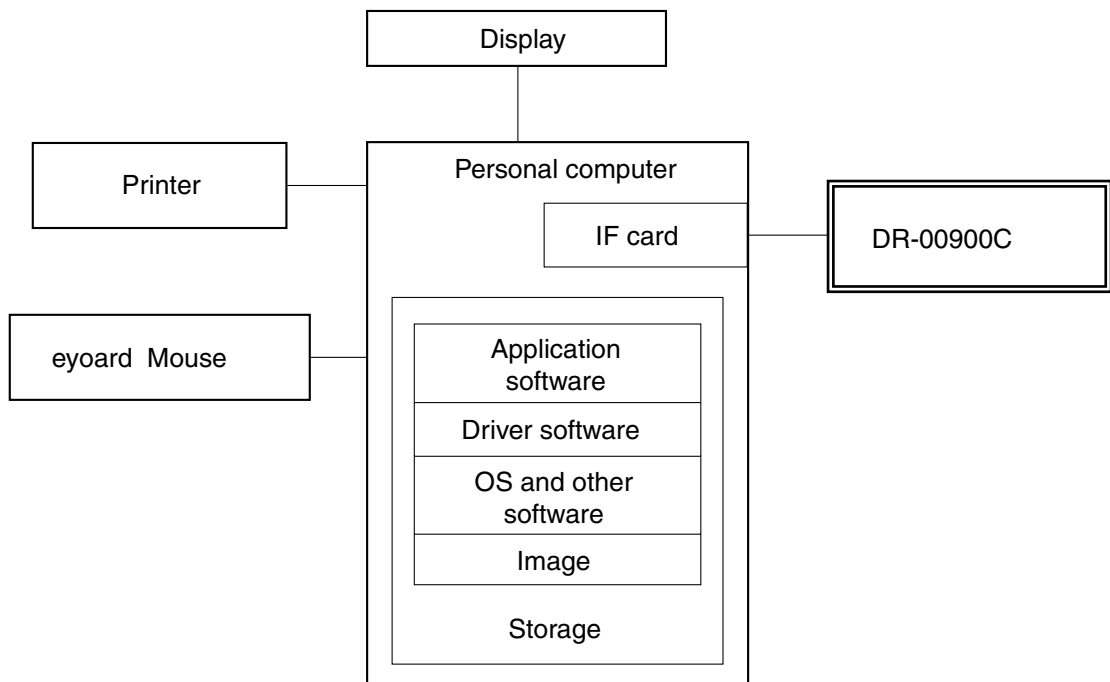 Display
Printer
Personal computer
IF card
DR-00900C
eyoard Mouse
Application
software
Driver software
OS and other
software
Image
Storage